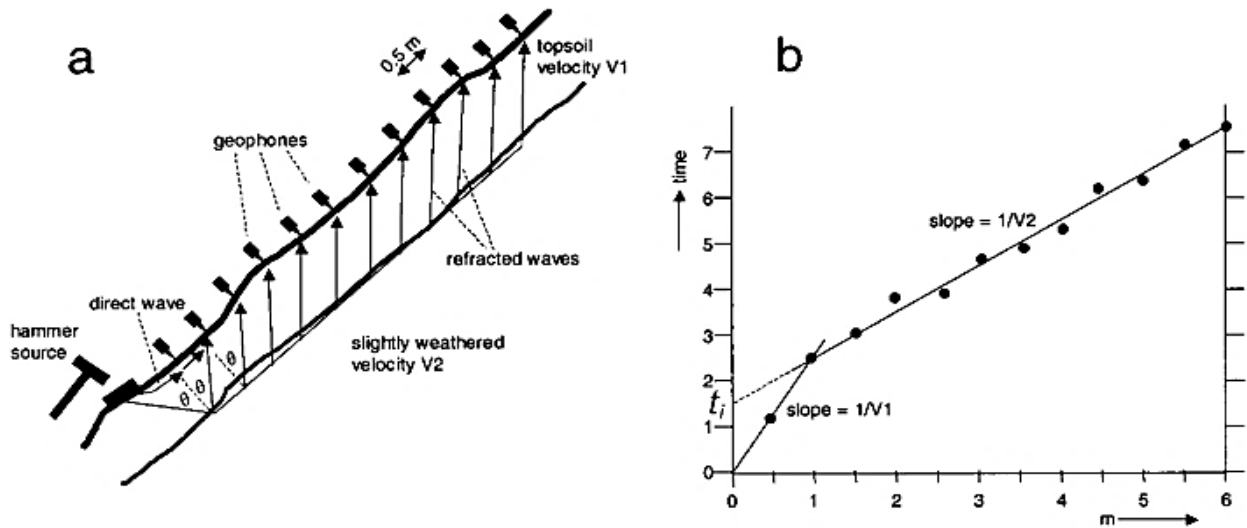 a
0.5 m
topsoil
velocity V1
geophones
direct wave
refracted waves
hammer
source
θ
θ
θ
slightly weathered
velocity V2
b
time
7
6
5
4
3
2
1
0
t_i
slope = 1/V2
slope = 1/V1
0 1 2 3 4 5 6
m